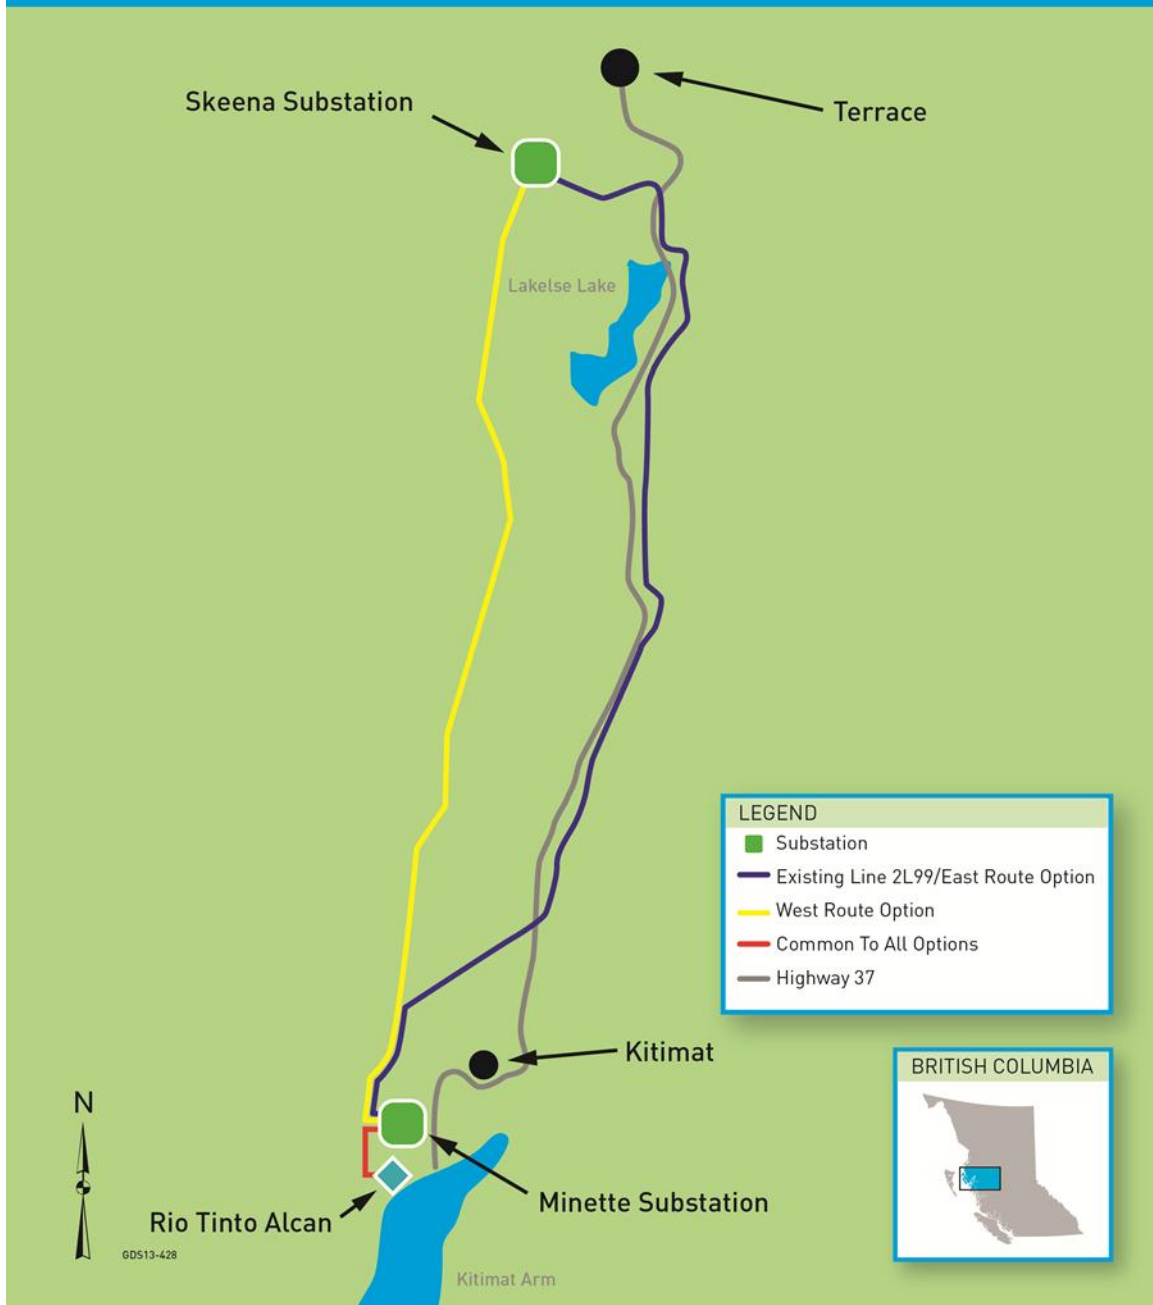 Skeena Substation
Terrace
Lakelse Lake
LEGEND
Substation
Existing Line 2L99/East Route Option
West Route Option
Common To All Options
Highway 37
Kitimat
BRITISH COLUMBIA
N
Minette Substation
Rio Tinto Alcan
GDS13-428
Kitimat Arm